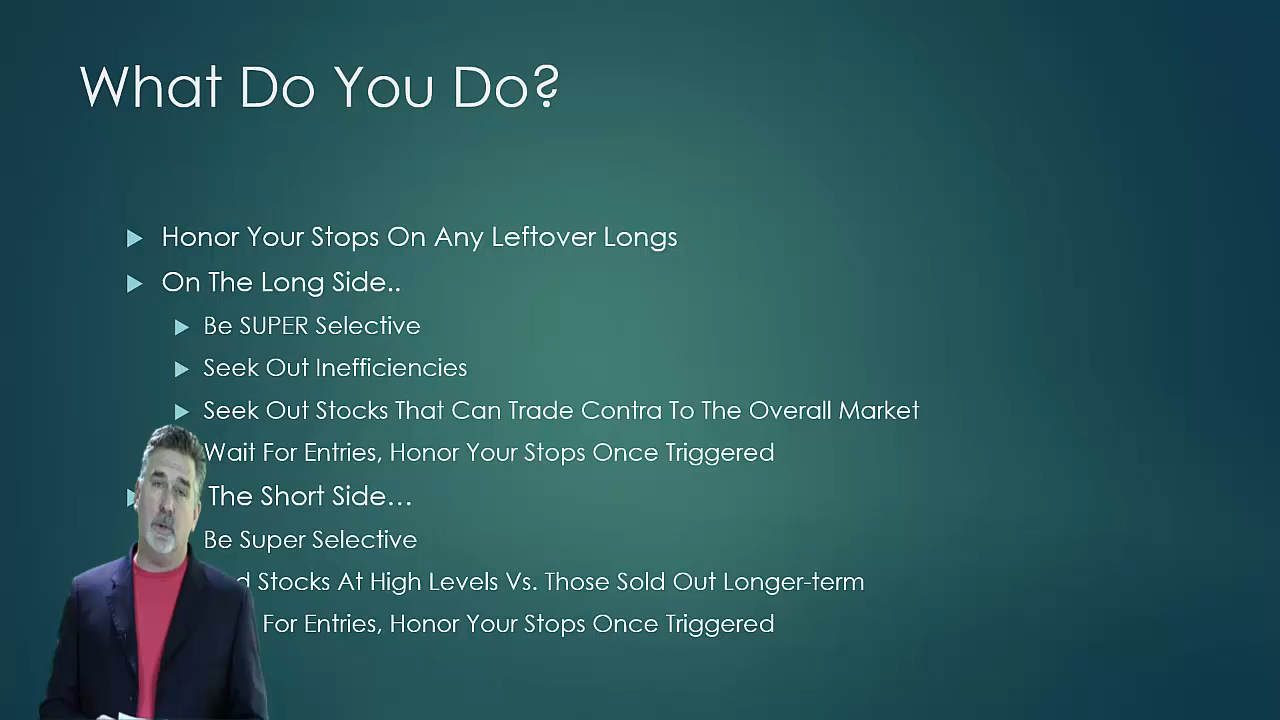 What Do You Do?
Honor Your Stops On Any Leftover Longs
On The Long Side..
Be SUPER Selective
Seek Out Inefficiencies
Seek Out Stocks That Can Trade Contra To The Overall Market
Wait For Entries, Honor Your Stops Once Triggered
The Short Side...
Be Super Selective
Stocks At High Levels Vs. Those Sold Out Longer-term
For Entries, Honor Your Stops Once Triggered